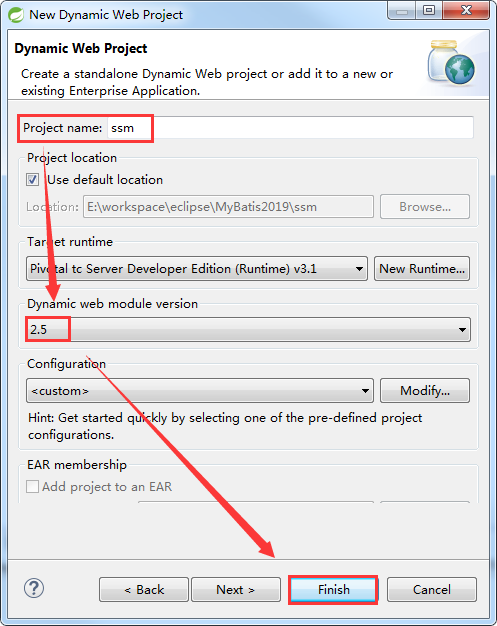 New Dynamic Web Project
Dynamic Web Project
Create a standalone Dynamic Web project or add it to a new or
existing Enterprise Application.
Project name: ssm
Project location
Use default location
Location: E:\workspace\eclipse\MyBatis2019\ssm Browse...
Target runtime
Pivotal tc Server Developer Edition (Runtime) v3.1 New Runtime...
Dynamic web module version
2.5
Configuration
<custom> Modify...
Hint: Get started quickly by selecting one of the pre-defined project
configurations.
EAR membership
Add project to an EAR
? < Back Next > Finish Cancel